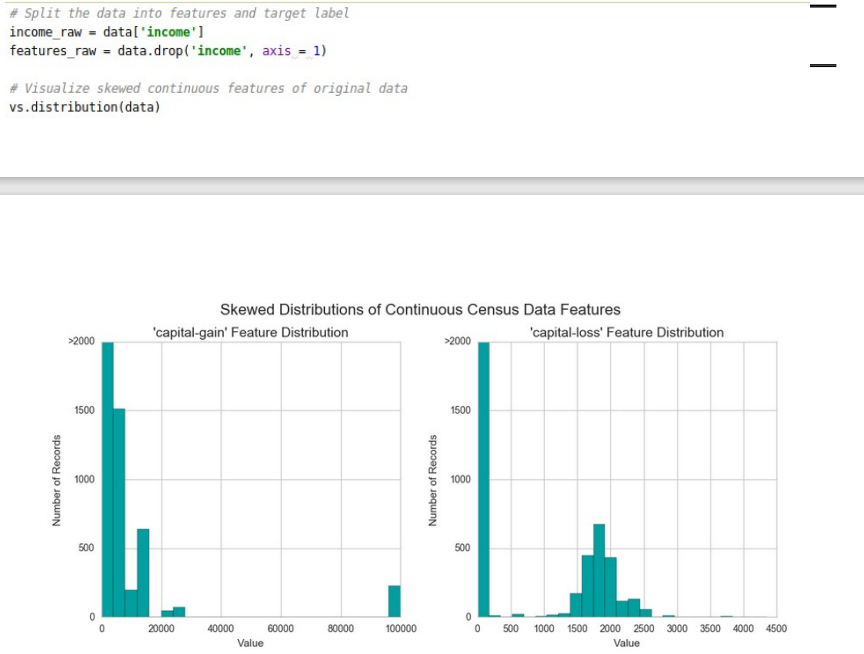 # Split the data into features and target label
income_raw = data['income']
features_raw = data.drop('income', axis = 1)
# Visualize skewed continuous features of original data
vs.distribution(data)
Skewed Distributions of Continuous Census Data Features
'capital-gain' Feature Distribution
>2000
1500
1000
500
0
Number of Records
0 20000 40000 60000 80000 100000
Value
'capital-loss' Feature Distribution
>2000
1500
1000
500
0
Number of Records
0 500 1000 1500 2000 2500 3000 3500 4000 4500
Value